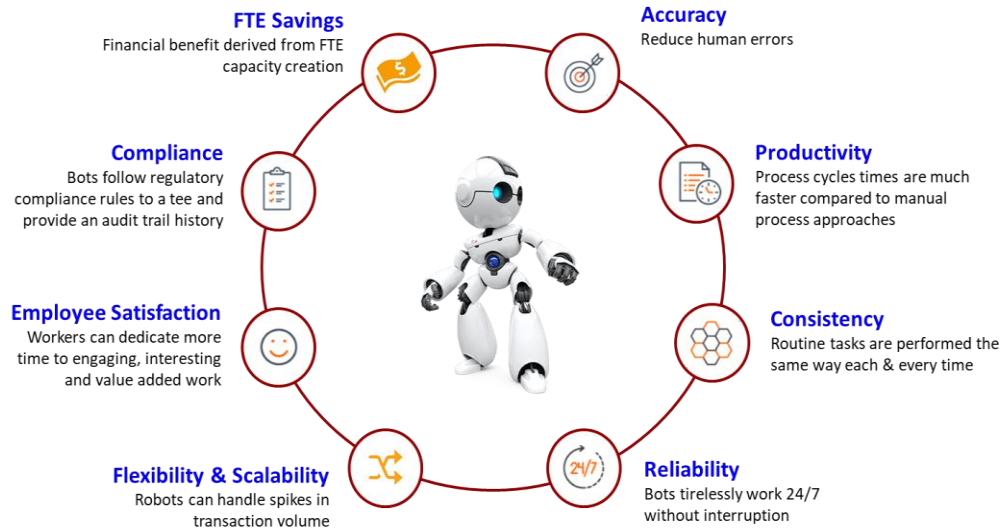 FTE Savings
Financial benefit derived from FTE
capacity creation
$
Accuracy
Reduce human errors
Compliance
Bots follow regulatory
compliance rules to a tee and
provide an audit trail history
Productivity
Process cycles times are much
faster compared to manual
process approaches
Employee Satisfaction
Workers can dedicate more
time to engaging, interesting
and value added work
Consistency
Routine tasks are performed the
same way each & every time
Flexibility & Scalability
Robots can handle spikes in
transaction volume
24/7
Reliability
Bots tirelessly work 24/7
without interruption